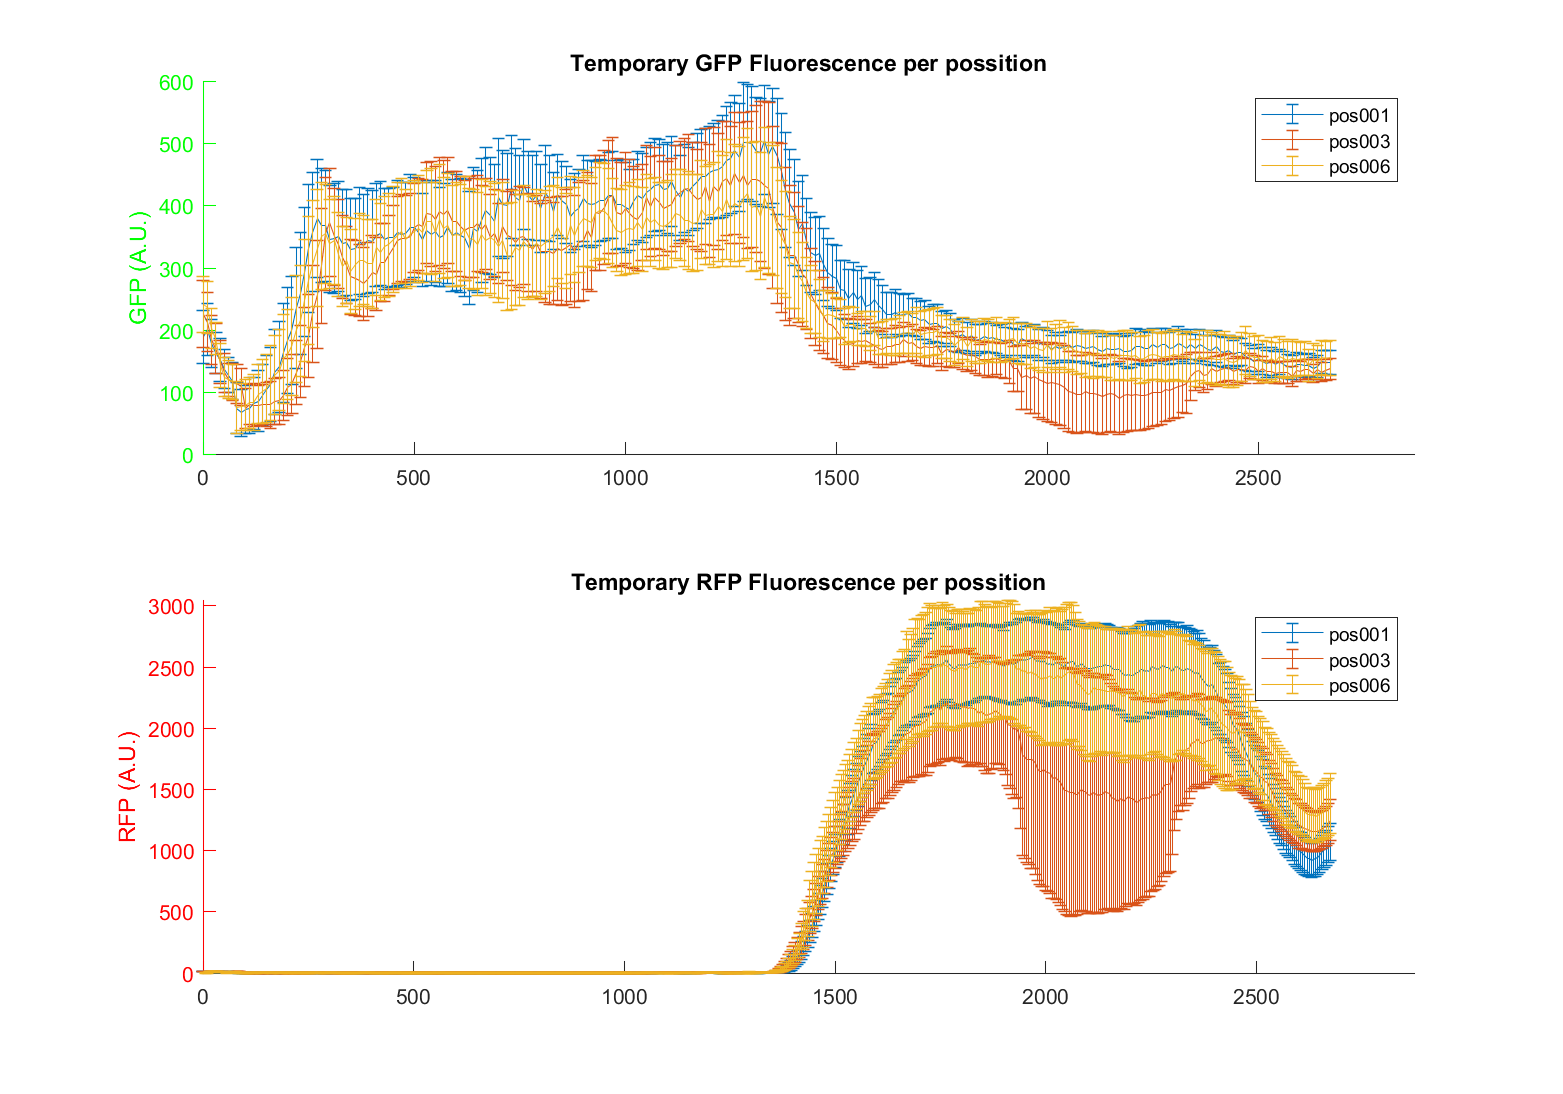 Temporary GFP Fluorescence per possition
GFP (A.U.)
600
500
400
300
200
100
0
0 500 1000 1500 2000 2500
pos001
pos003
pos006
Temporary RFP Fluorescence per possition
RFP (A.U.)
3000
2500
2000
1500
1000
500
0
0 500 1000 1500 2000 2500
pos001
pos003
pos006